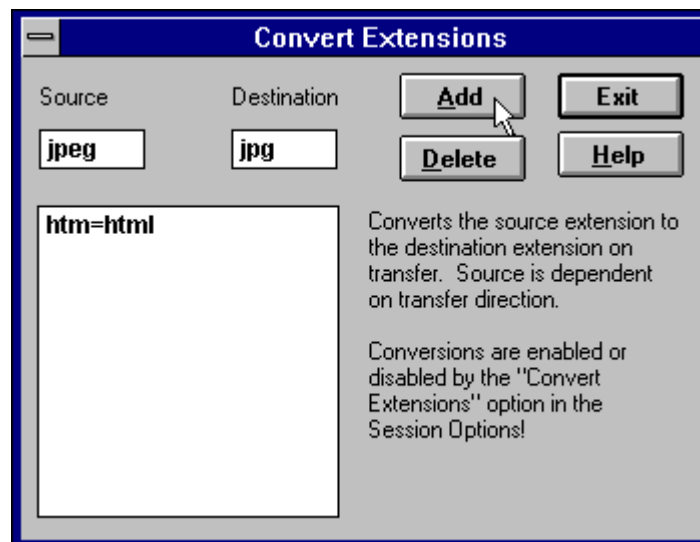 Convert Extensions
Source
Destination
Add
Exit
jpeg
jpg
Delete
Help
htm=html
Converts the source extension to
the destination extension on
transfer.  Source is dependent
on transfer direction.
Conversions are enabled or
disabled by the "Convert
Extensions" option in the
Session Options!